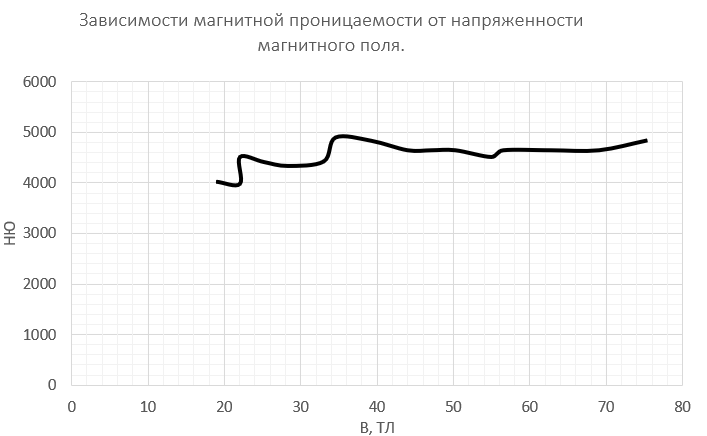 Зависимости магнитной проницаемости от напряженности
магнитного поля.
6000
5000
4000
3000
2000
1000
0
НЮ
0 10 20 30 40 50 60 70 80
В, ТЛ